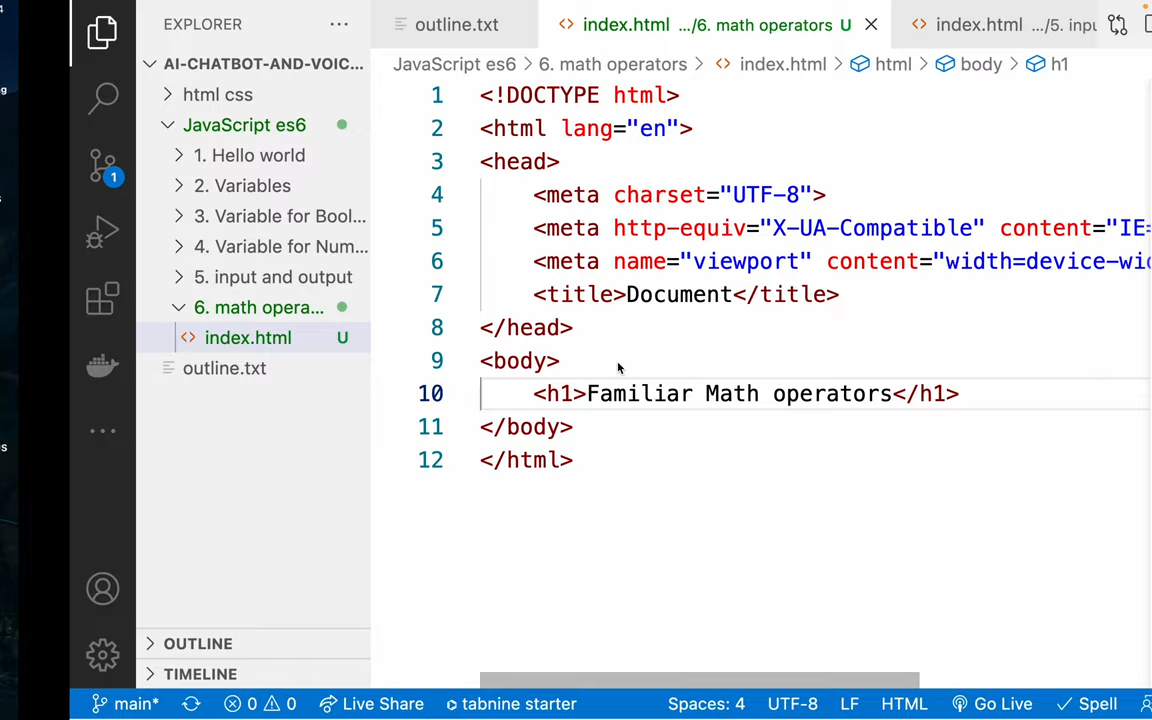 EXPLORER
AI-CHATBOT-AND-VOIC...
html css
JavaScript es6
1. Hello world
2. Variables
3. Variable for Bool...
4. Variable for Num...
5. input and output
6. math opera...
index.html U
outline.txt
OUTLINE
TIMELINE
1
outline.txt
index.html .../6. math operators U
index.html .../5. inpu
JavaScript es6 > 6. math operators > index.html > html > body > h1
1 <!DOCTYPE html>
2 <html lang="en">
3 <head>
4 <meta charset="UTF-8">
5 <meta http-equiv="X-UA-Compatible" content="IE=
6 <meta name="viewport" content="width=device-wid
7 <title>Document</title>
8 </head>
9 <body>
10 <h1>Familiar Math operators</h1>
11 </body>
12 </html>
main* 0 0 Live Share tabnine starter Spaces: 4 UTF-8 LF HTML Go Live Spell